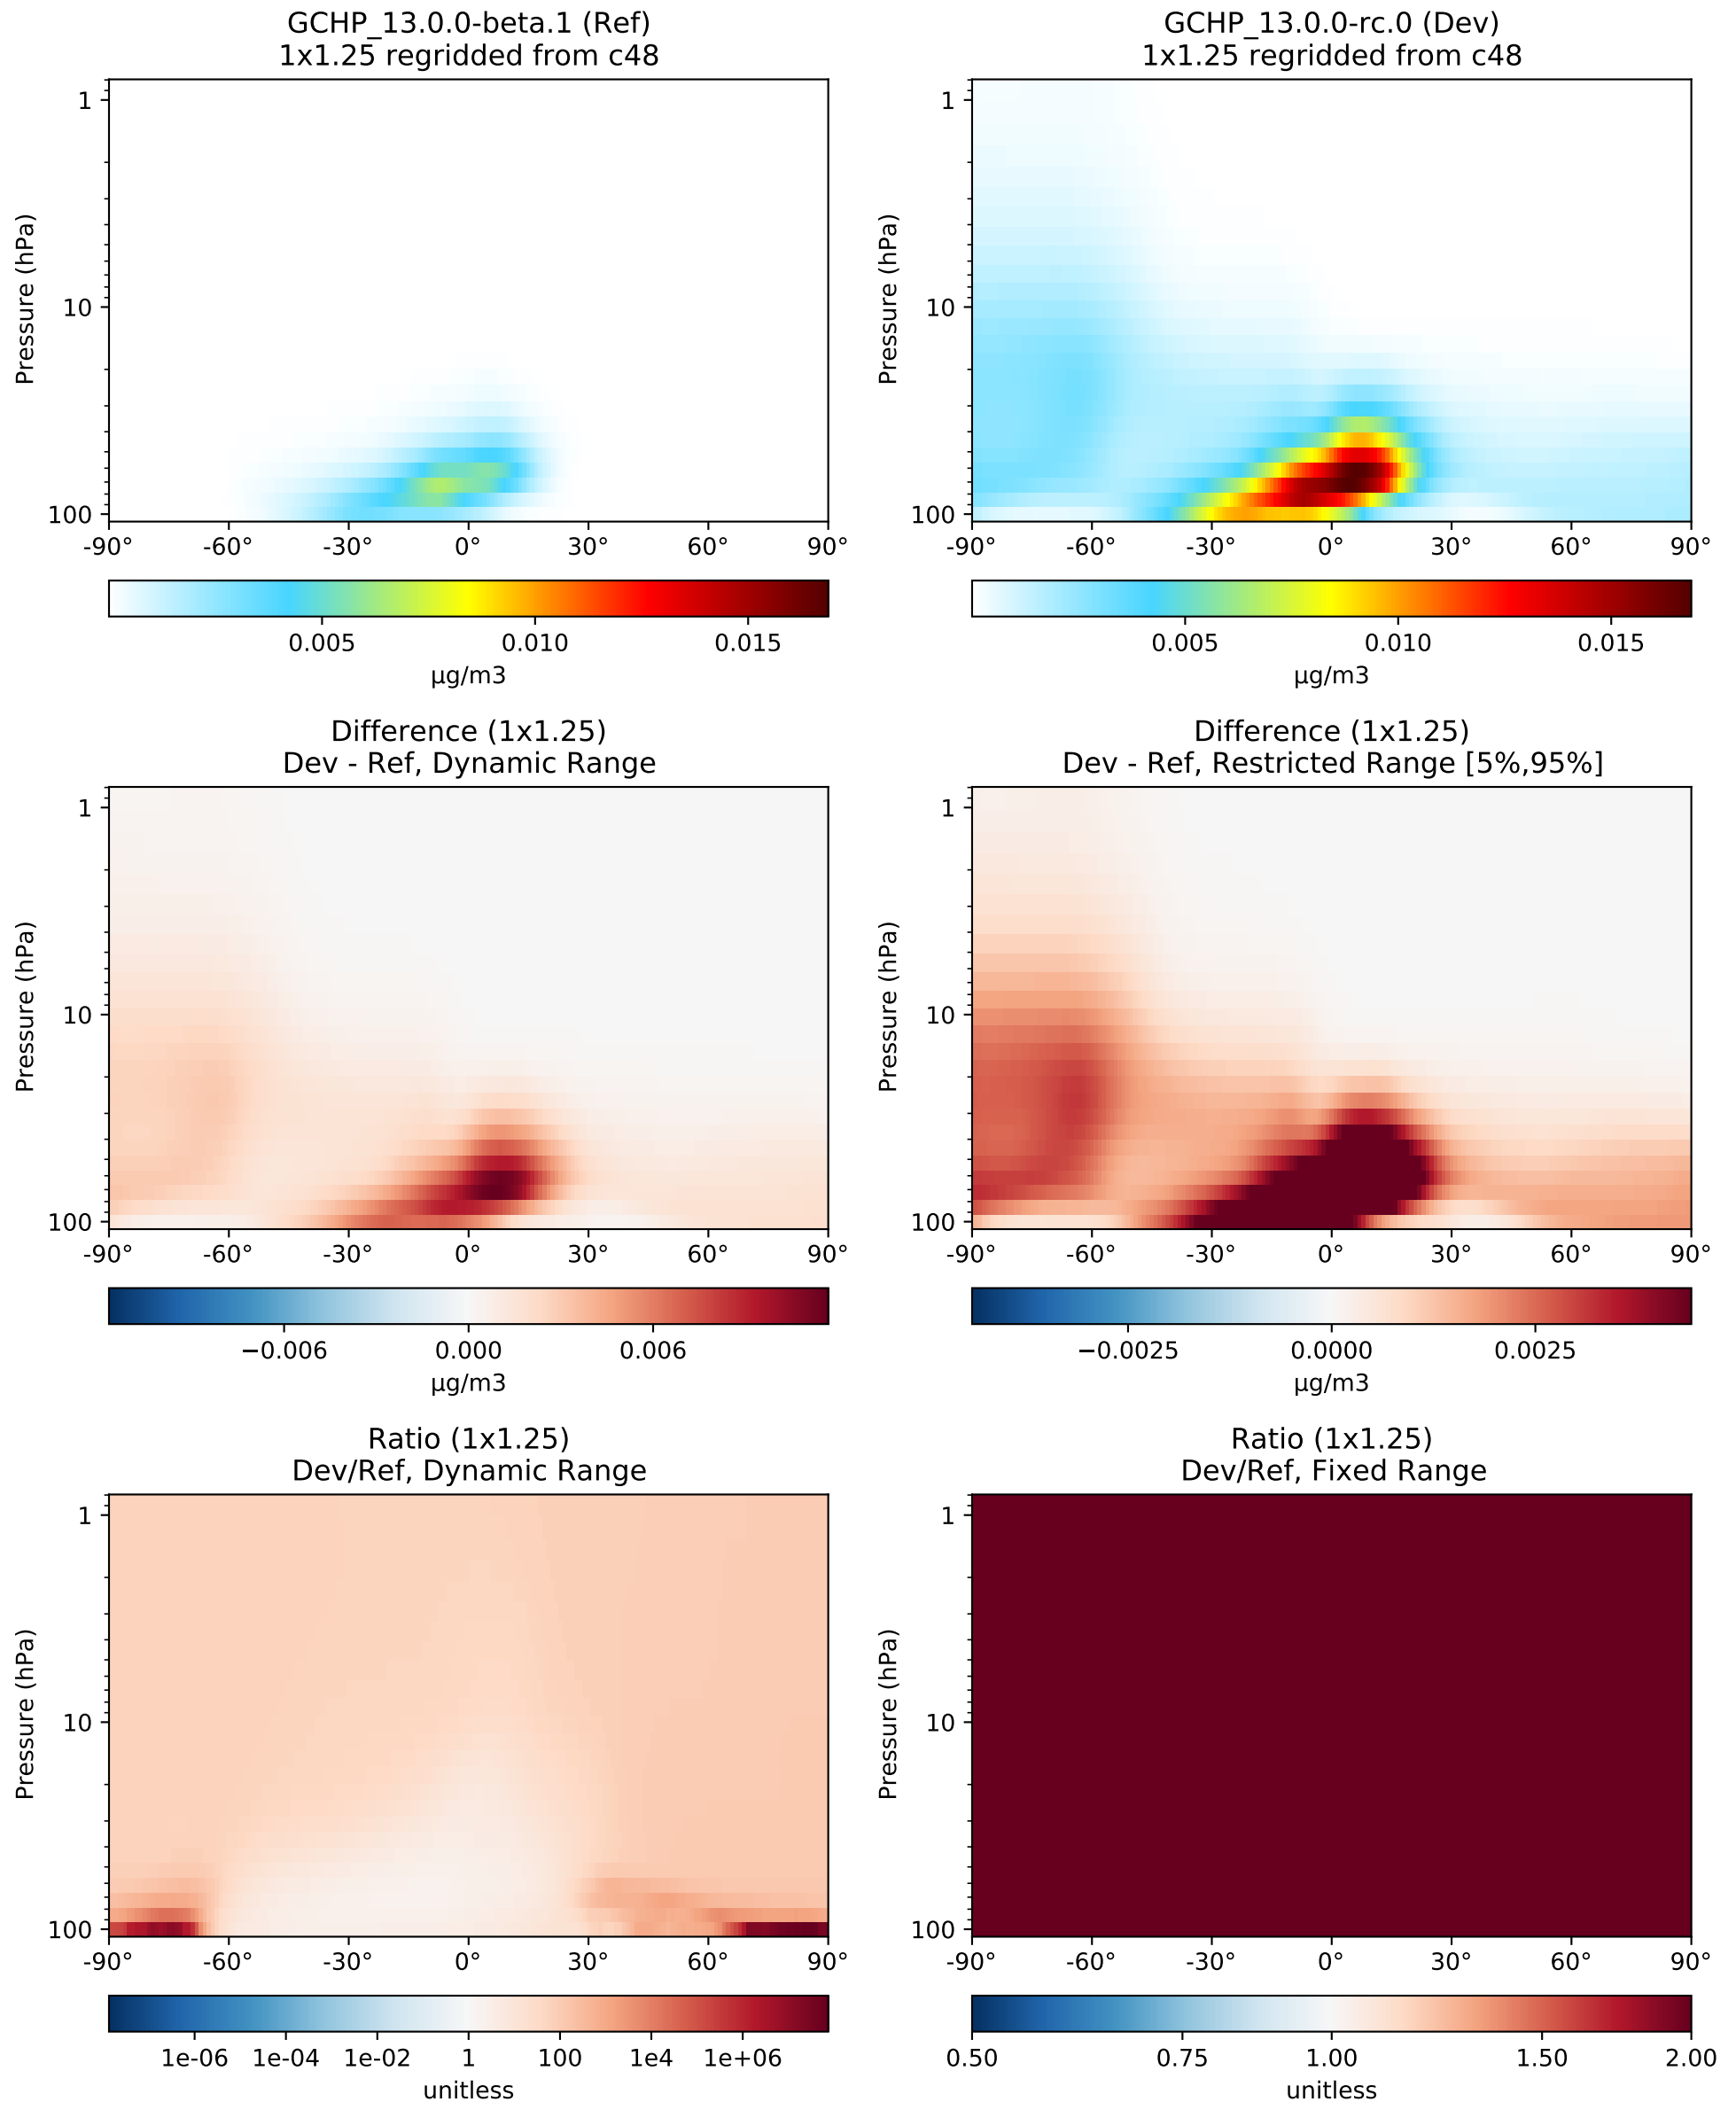 GCHP_13.0.0-beta.1 (Ref)
1x1.25 regridded from c48
GCHP_13.0.0-rc.0 (Dev)
1x1.25 regridded from c48
Pressure (hPa)
1
10
100
-90° -60° -30° 0° 30° 60° 90°
0.005 0.010 0.015
µg/m3
Pressure (hPa)
1
10
100
-90° -60° -30° 0° 30° 60° 90°
0.005 0.010 0.015
µg/m3
Difference (1x1.25)
Dev - Ref, Dynamic Range
Difference (1x1.25)
Dev - Ref, Restricted Range [5%,95%]
Pressure (hPa)
1
10
100
-90° -60° -30° 0° 30° 60° 90°
−0.006 0.000 0.006
µg/m3
Pressure (hPa)
1
10
100
-90° -60° -30° 0° 30° 60° 90°
−0.0025 0.0000 0.0025
µg/m3
Ratio (1x1.25)
Dev/Ref, Dynamic Range
Ratio (1x1.25)
Dev/Ref, Fixed Range
Pressure (hPa)
1
10
100
-90° -60° -30° 0° 30° 60° 90°
1e-06 1e-04 1e-02 1 100 1e4 1e+06
unitless
Pressure (hPa)
1
10
100
-90° -60° -30° 0° 30° 60° 90°
0.50 0.75 1.00 1.50 2.00
unitless